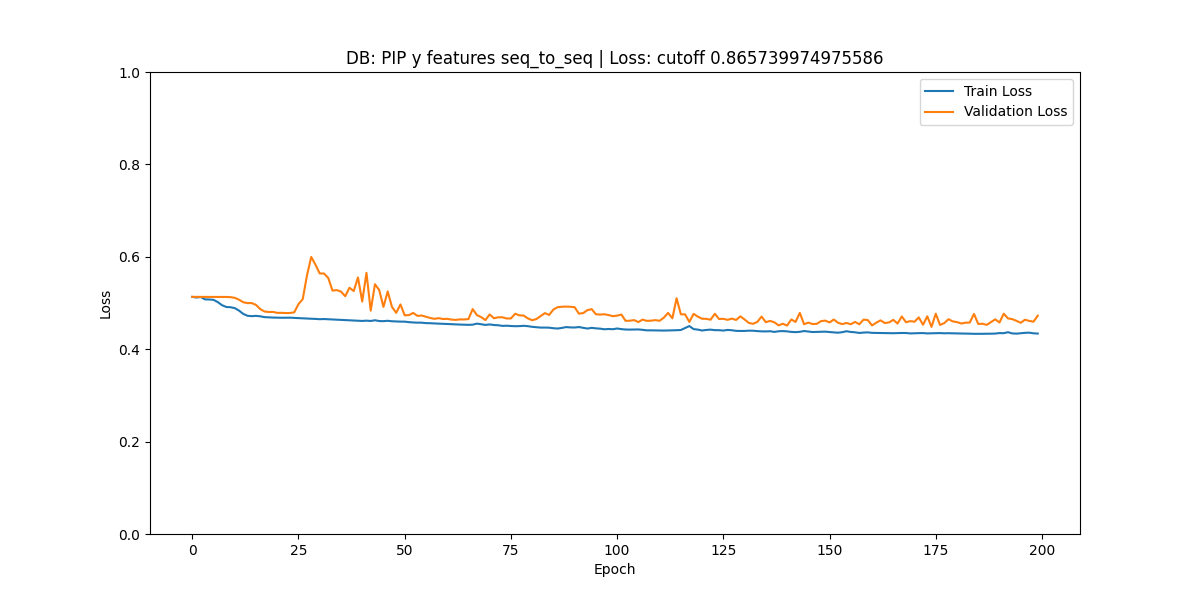 DB: PIP y features seq_to_seq | Loss: cutoff 0.865739974975586
Train Loss
Validation Loss
1.0
0.8
0.6
0.4
0.2
0.0
Loss
0 25 50 75 100 125 150 175 200
Epoch